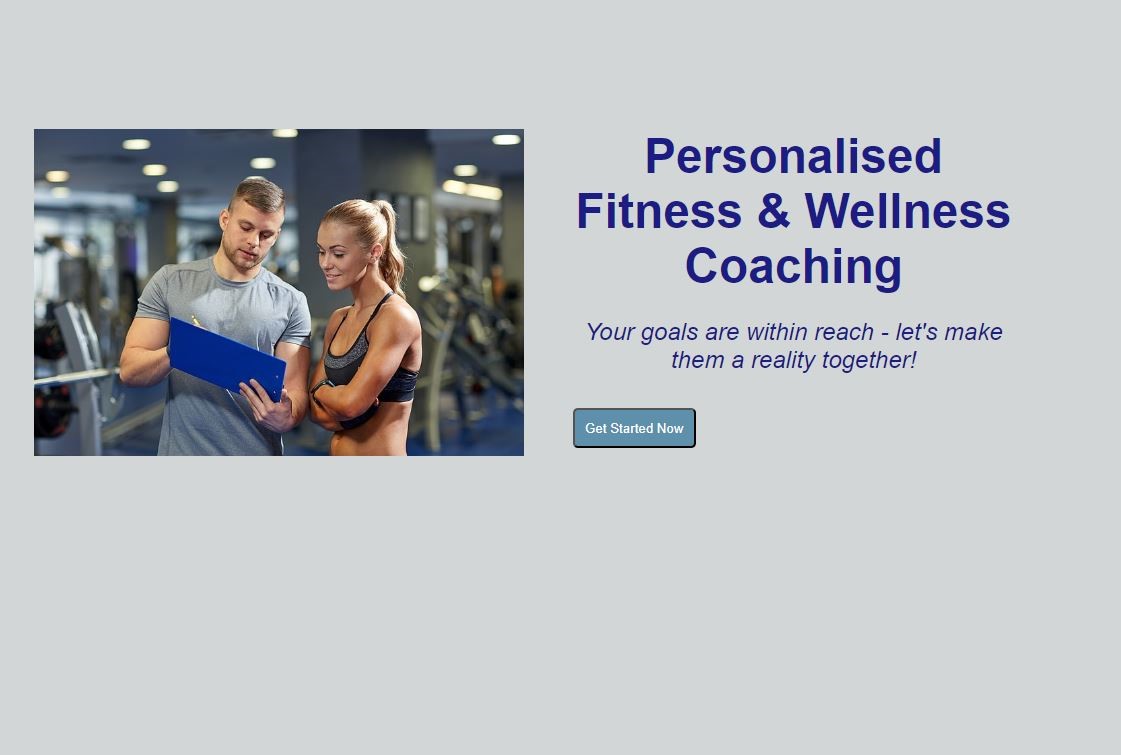 Personalised
Fitness & Wellness
Coaching
Your goals are within reach - let's make
them a reality together!
Get Started Now